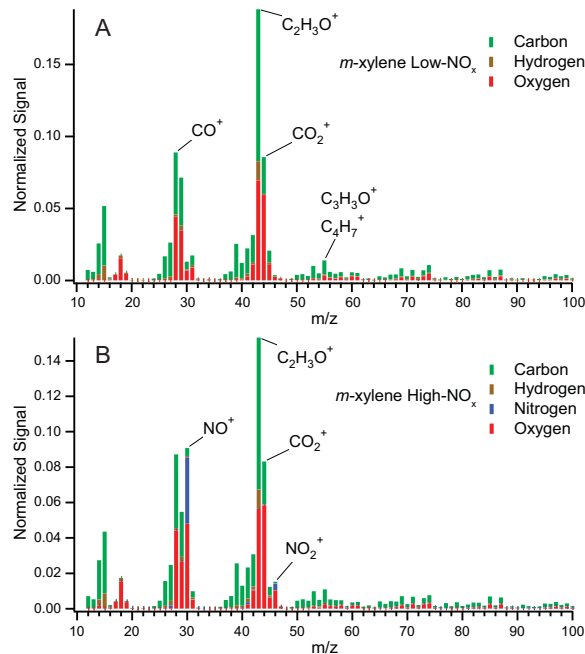 A
C₂H₃O⁺
Carbon
m-xylene Low-NOₓ
Hydrogen
Oxygen
0.15
Normalized Signal
CO⁺
CO₂⁺
0.10
C₃H₃O⁺
C₄H₇⁺
0.05
0.00
10 20 30 40 50 60 70 80 90 100
m/z
B
C₂H₃O⁺
0.14
Carbon
m-xylene High-NOₓ
Hydrogen
0.12
Nitrogen
Oxygen
NO⁺
0.10
CO₂⁺
Normalized Signal
0.08
0.06
0.04
NO₂⁺
0.02
0.00
10 20 30 40 50 60 70 80 90 100
m/z